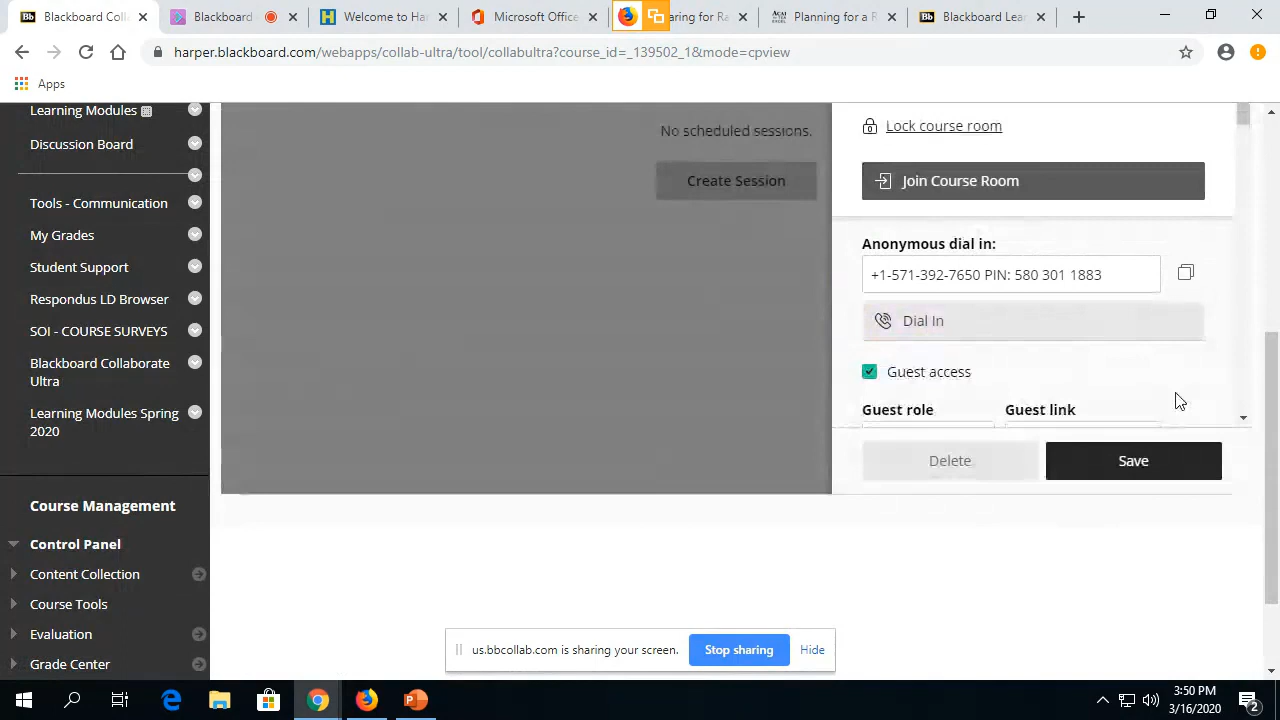 Blackboard Coll
Blackboard
Welcome to Har
Microsoft Office
aring for Ra
Planning for a
Blackboard Lea
harper.blackboard.com/webapps/collab-ultra/tool/collabultra?course_id=_139502_1&mode=cpview
Apps
Learning Modules
Discussion Board
Tools - Communication
My Grades
Student Support
Respondus LD Browser
SOI - COURSE SURVEYS
Blackboard Collaborate
Ultra
Learning Modules Spring
2020
Course Management
Control Panel
Content Collection
Course Tools
Evaluation
Grade Center
No scheduled sessions.
Create Session
Lock course room
Join Course Room
Anonymous dial in:
+1-571-392-7650 PIN: 580 301 1883
Dial In
Guest access
Guest role
Guest link
Delete
Save
us.bbcollab.com is sharing your screen.
Stop sharing
Hide
3:50 PM
3/16/2020
2